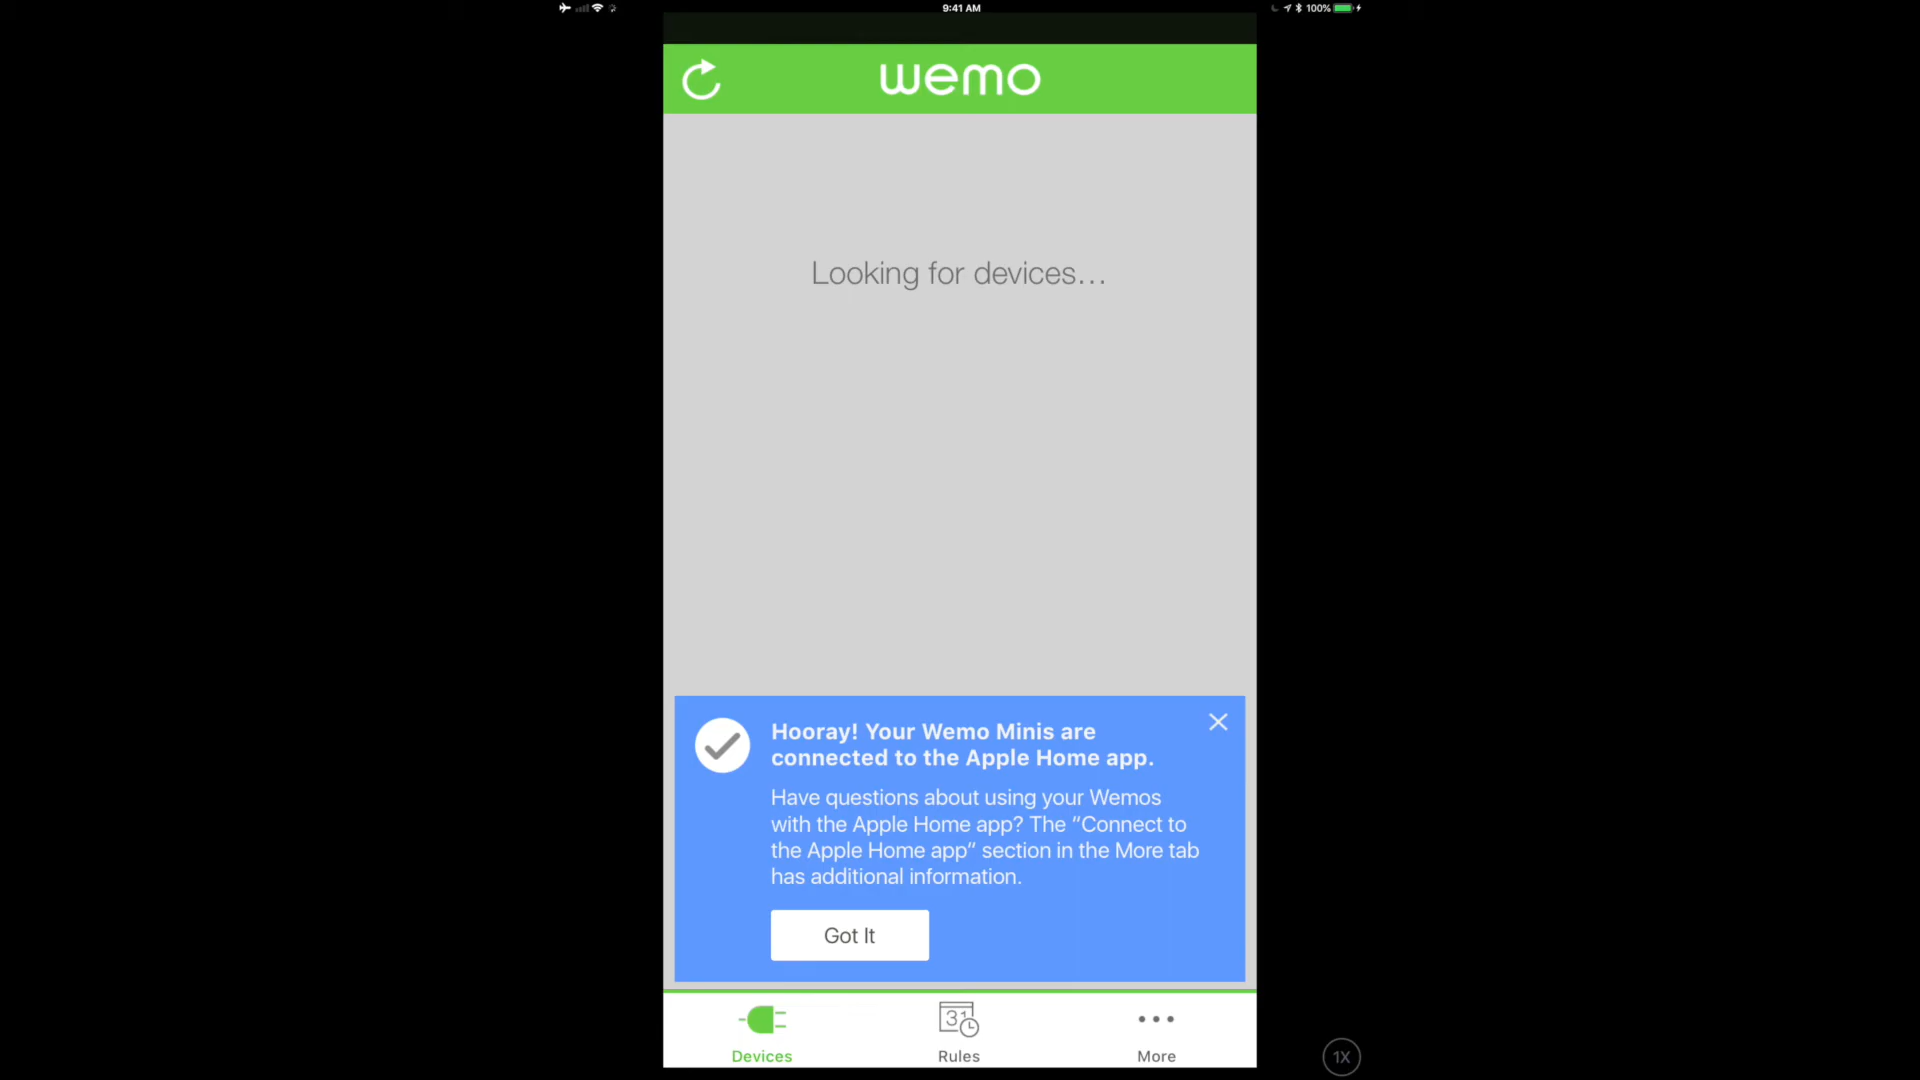 9:41 AM
100%
wemo
Looking for devices...
Hooray! Your Wemo Minis are
connected to the Apple Home app.
Have questions about using your Wemos
with the Apple Home app? The “Connect to
the Apple Home app“ section in the More tab
has additional information.
Got It
31
Devices
Rules
More
1X